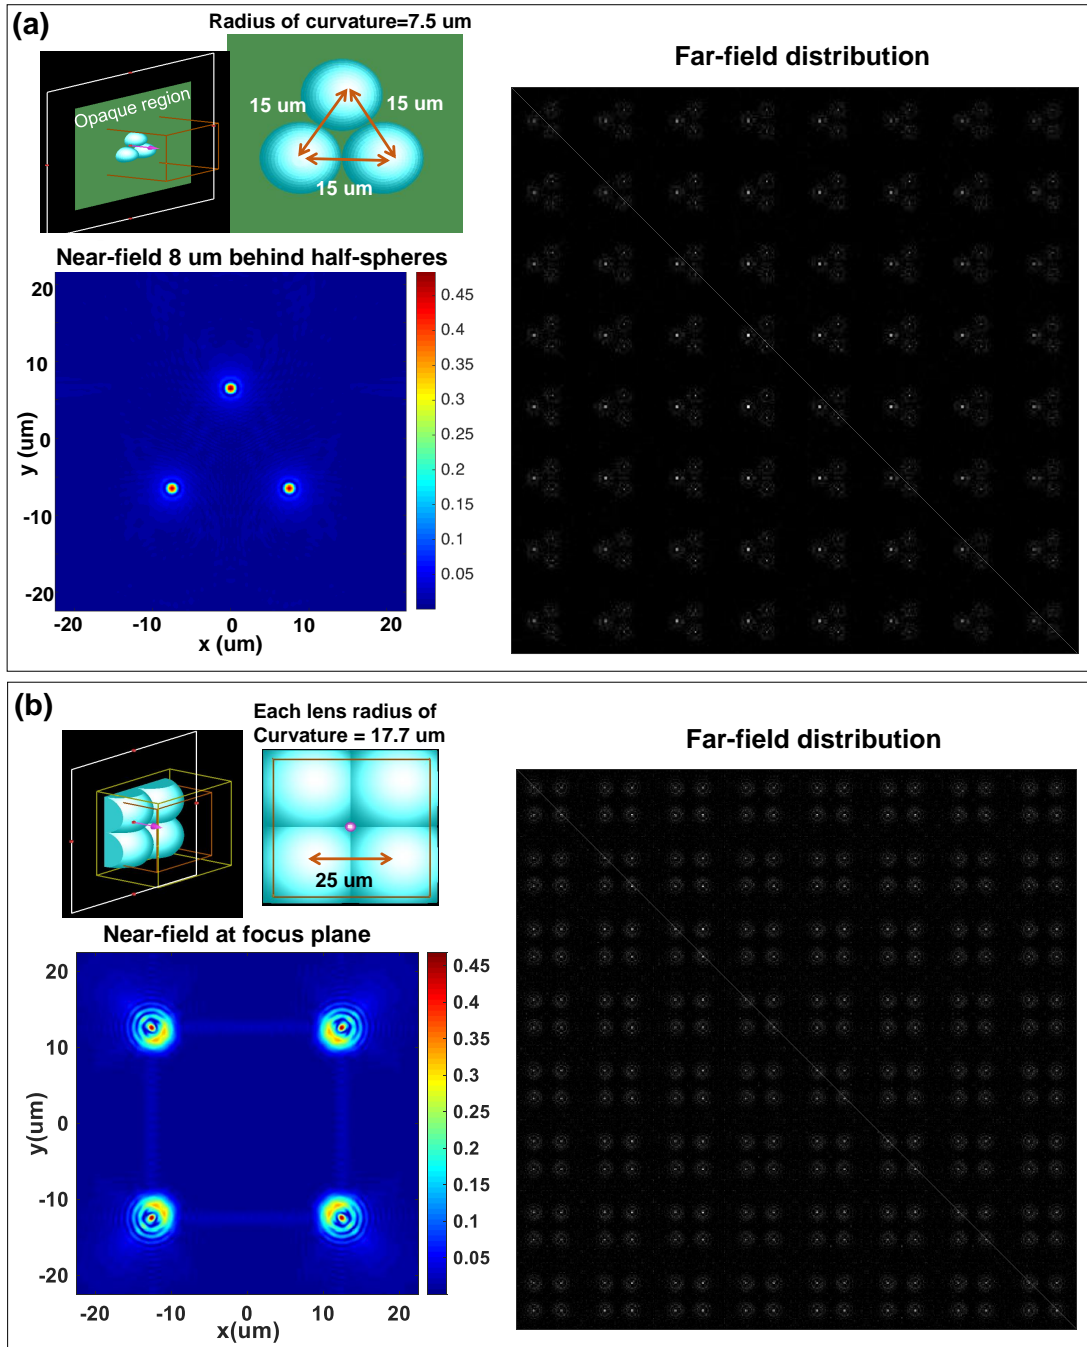 (a)
Radius of curvature=7.5 um
Opaque region
15 um
15 um
15 um
Far-field distribution
Near-field 8 um behind half-spheres
20
10
0
-10
-20
y (um)
-20
-10
0
10
20
x (um)
0.45
0.4
0.35
0.3
0.25
0.2
0.15
0.1
0.05
(b)
Each lens radius of
Curvature = 17.7 um
25 um
Far-field distribution
Near-field at focus plane
20
10
0
-10
-20
y(um)
-20
-10
0
10
20
x(um)
0.45
0.4
0.35
0.3
0.25
0.2
0.15
0.1
0.05